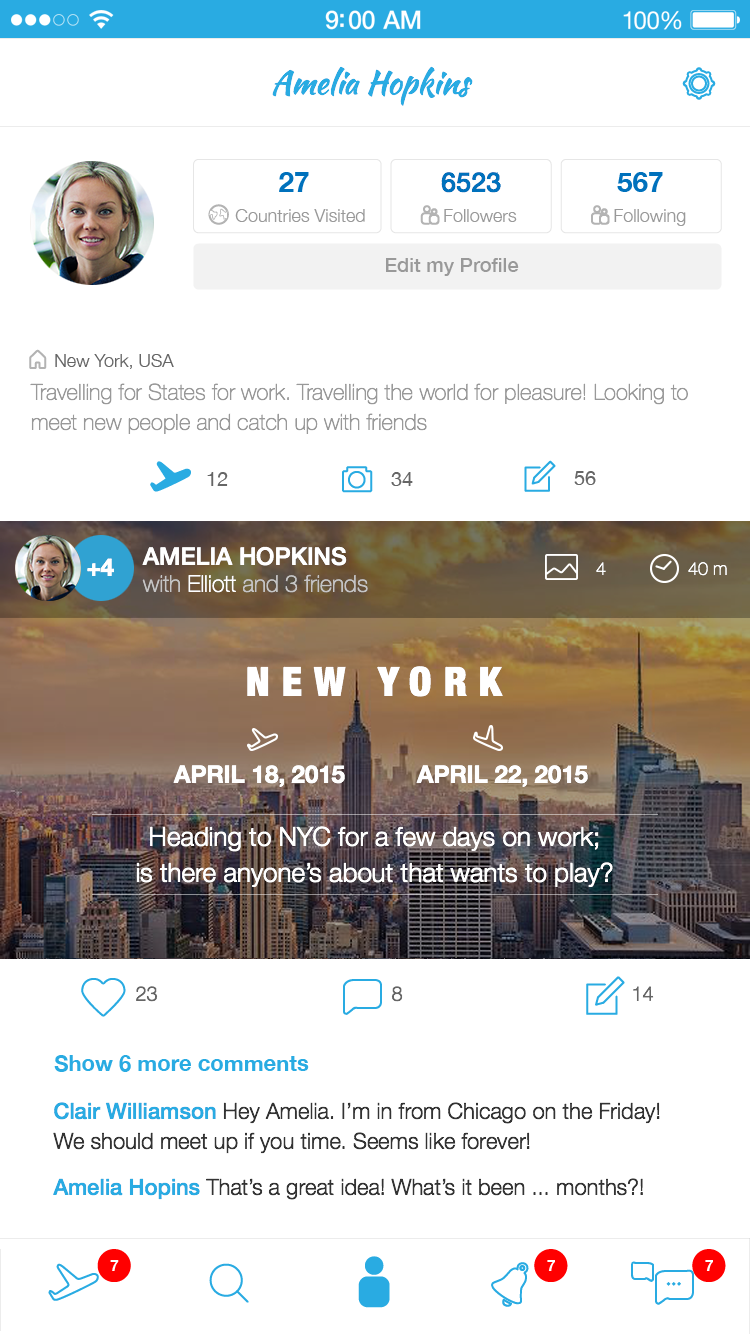 9:00 AM 100%
Amelia Hopkins
27 6523 567
Countries Visited Followers Following
Edit my Profile
New York, USA
Travelling for States for work. Travelling the world for pleasure! Looking to
meet new people and catch up with friends
12 34 56
+4 AMELIA HOPKINS
with Elliott and 3 friends 4 40 m
NEW YORK
APRIL 18, 2015 APRIL 22, 2015
Heading to NYC for a few days on work;
is there anyone's about that wants to play?
23 8 14
Show 6 more comments
Clair Williamson Hey Amelia. I'm in from Chicago on the Friday!
We should meet up if you time. Seems like forever!
Amelia Hopins That's a great idea! What's it been ... months?!
7 7 7